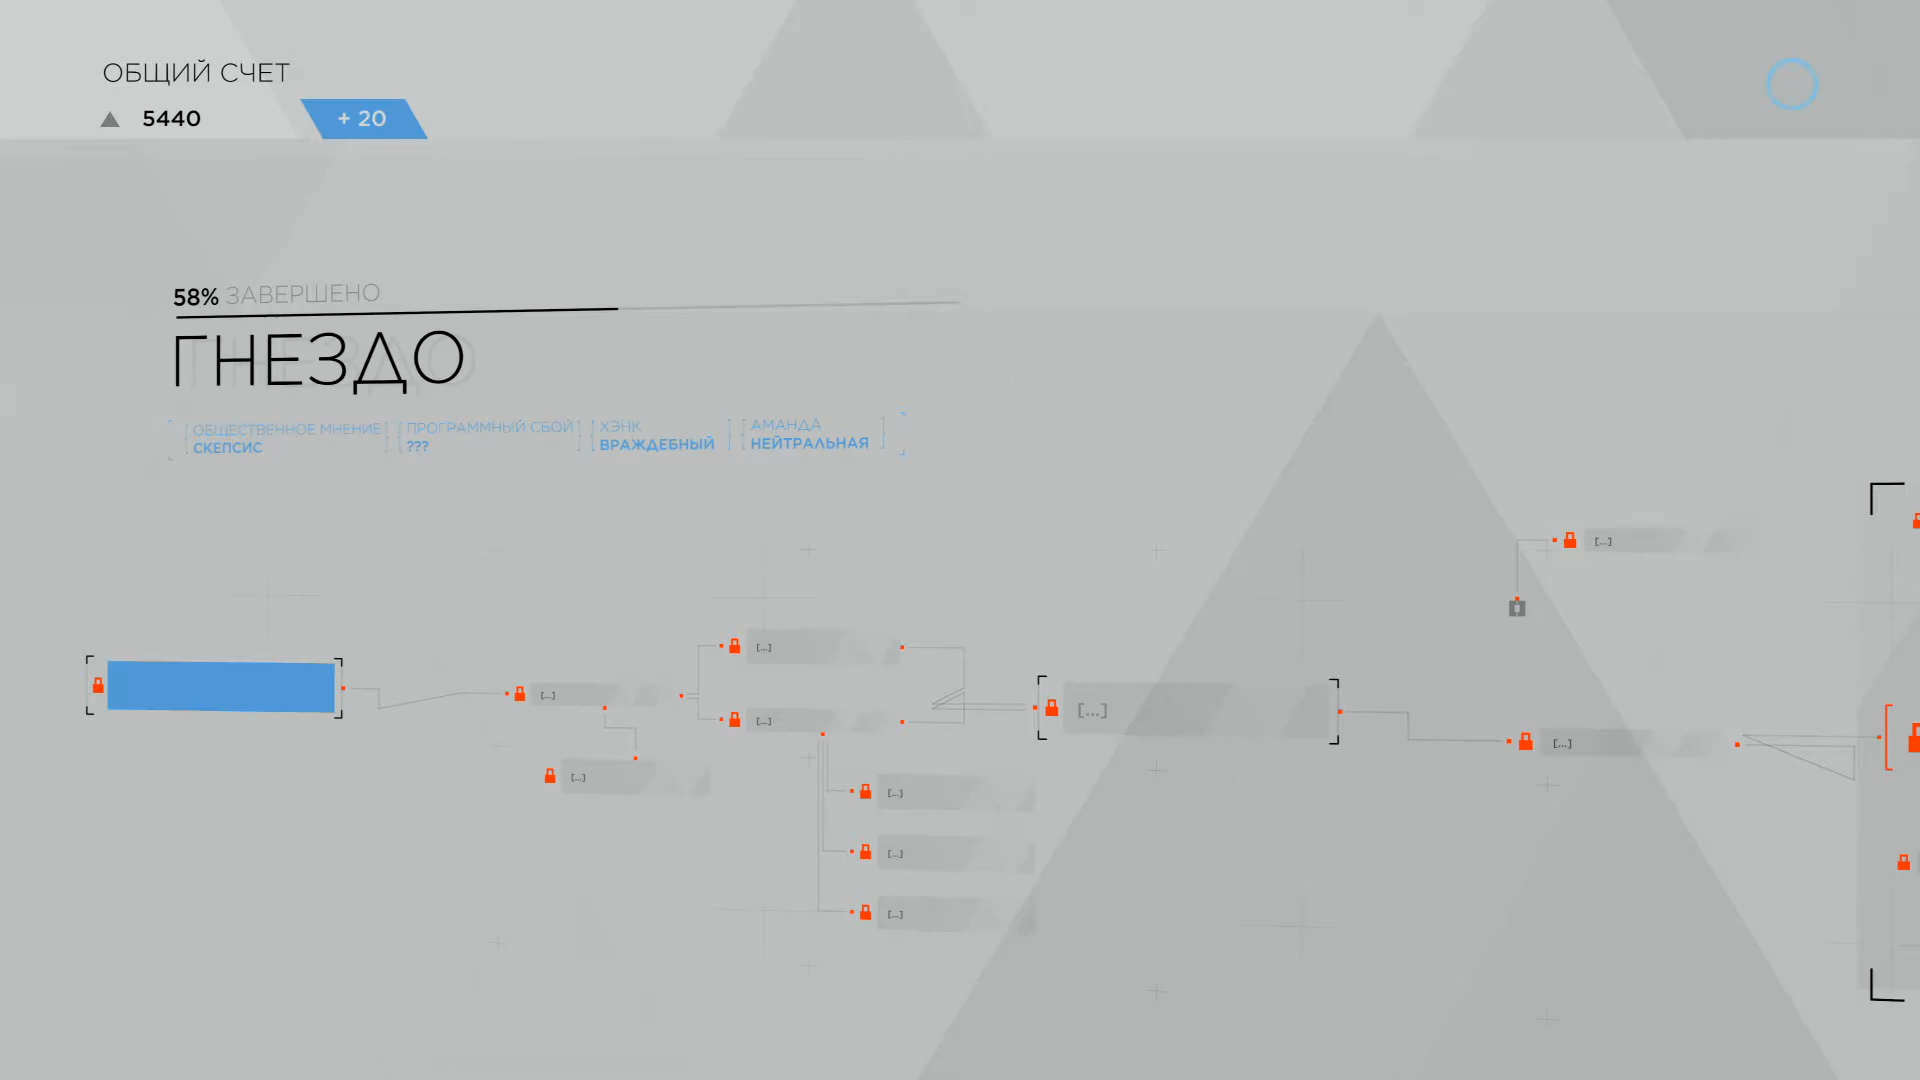 ОБЩИЙ СЧЕТ
5440
+ 20
58% ЗАВЕРШЕНО
ГНЕЗДО
ОБЩЕСТВЕННОЕ МНЕНИЕ
СКЕПСИС
ПРОГРАММНЫЙ СБОЙ
???
ХЭНК
ВРАЖДЕБНЫЙ
АМАНДА
НЕЙТРАЛЬНАЯ
[...]
[...]
[...]
[...]
[...]
[...]
[...]
[...]
[...]
[...]